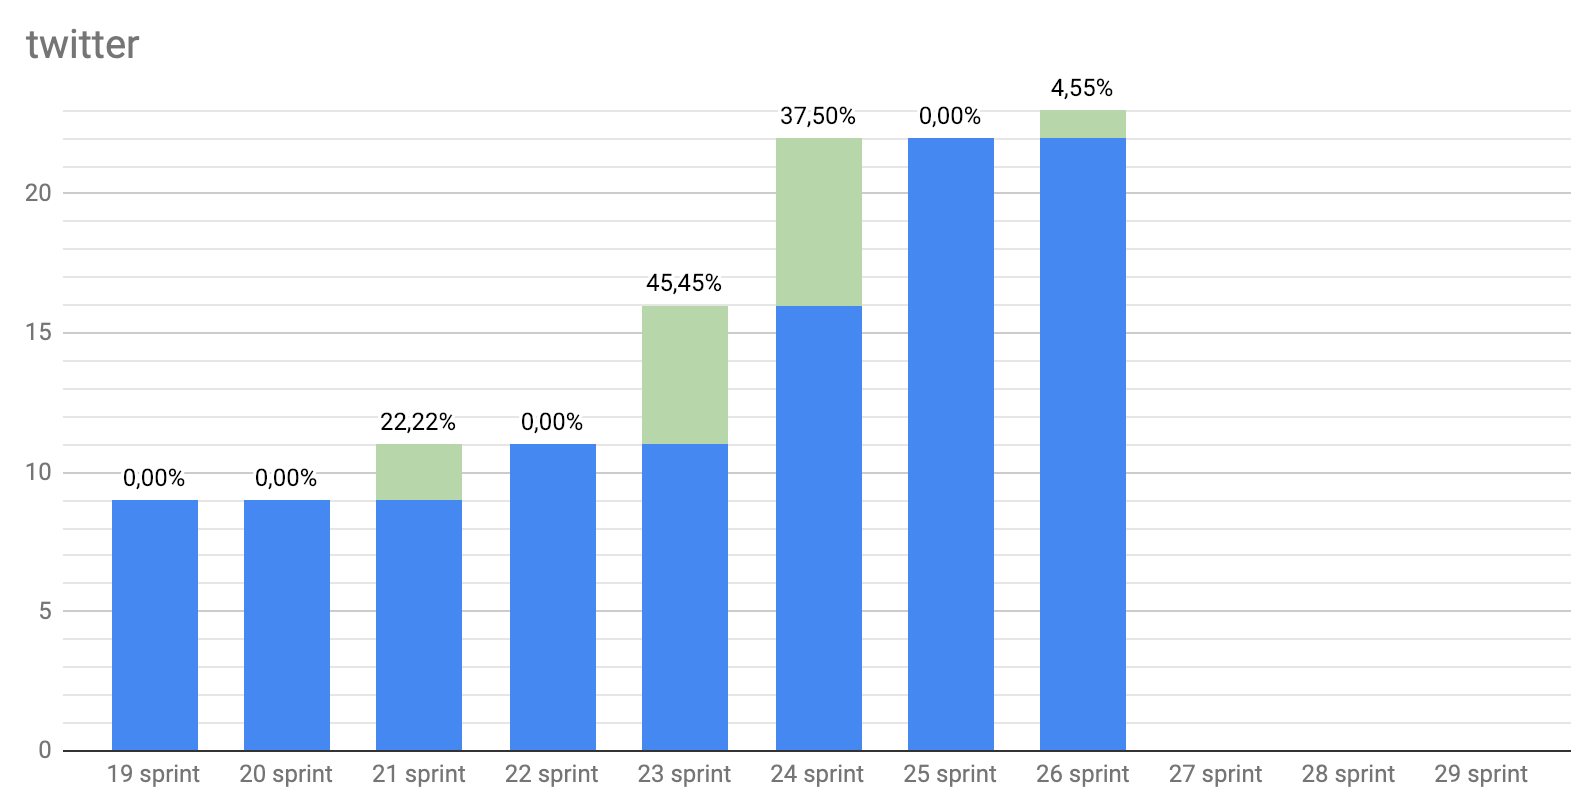 twitter
4,55%
37,50%
0,00%
20
45,45%
15
22,22%
0,00%
10
0,00%
0,00%
5
0
19 sprint
20 sprint
21 sprint
22 sprint
23 sprint
24 sprint
25 sprint
26 sprint
27 sprint
28 sprint
29 sprint